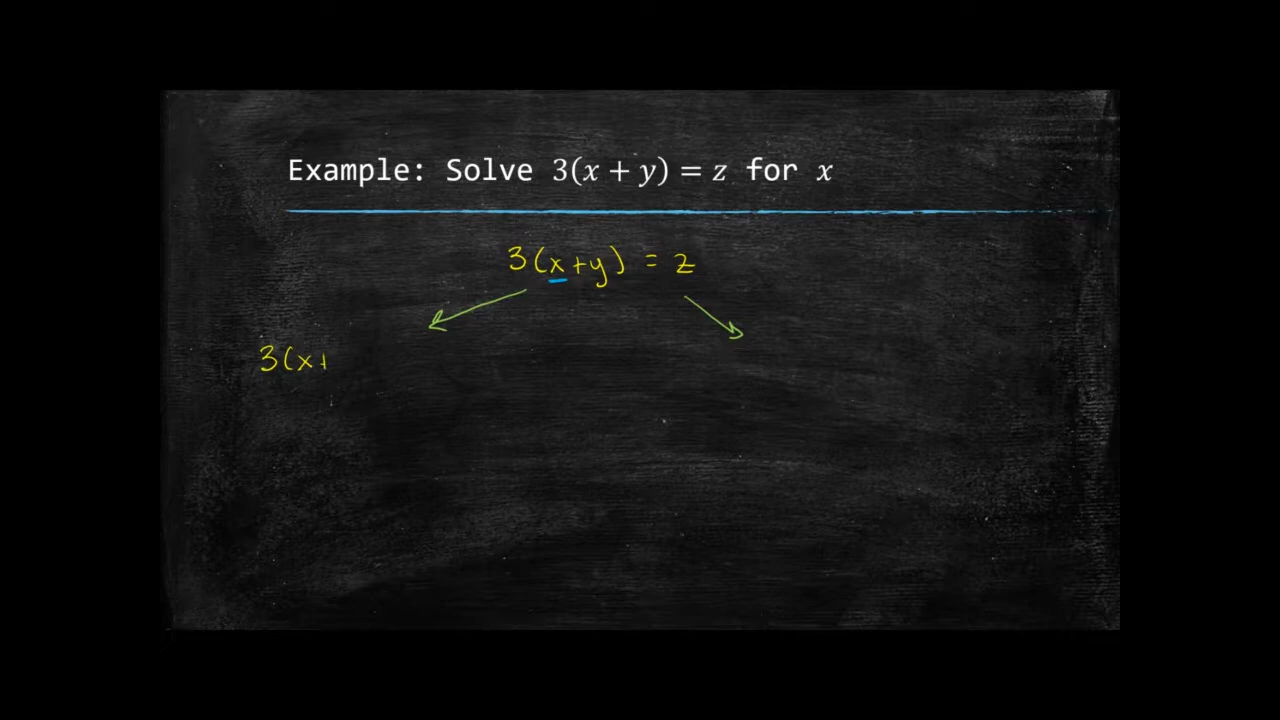 Example: Solve 3(x + y) = z for x
3(x+y) = z
3(x+